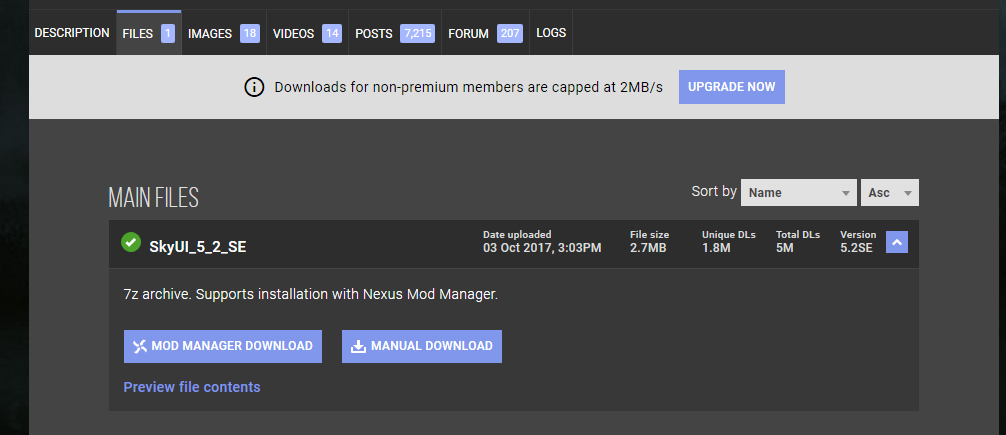 DESCRIPTION FILES 1 IMAGES 18 VIDEOS 14 POSTS 7,215 FORUM 207 LOGS
Downloads for non-premium members are capped at 2MB/s UPGRADE NOW
MAIN FILES Sort by Name Asc
SkyUI_5_2_SE
Date uploaded File size Unique DLs Total DLs Version
03 Oct 2017, 3:03PM 2.7MB 1.8M 5M 5.2SE
7z archive. Supports installation with Nexus Mod Manager.
MOD MANAGER DOWNLOAD MANUAL DOWNLOAD
Preview file contents